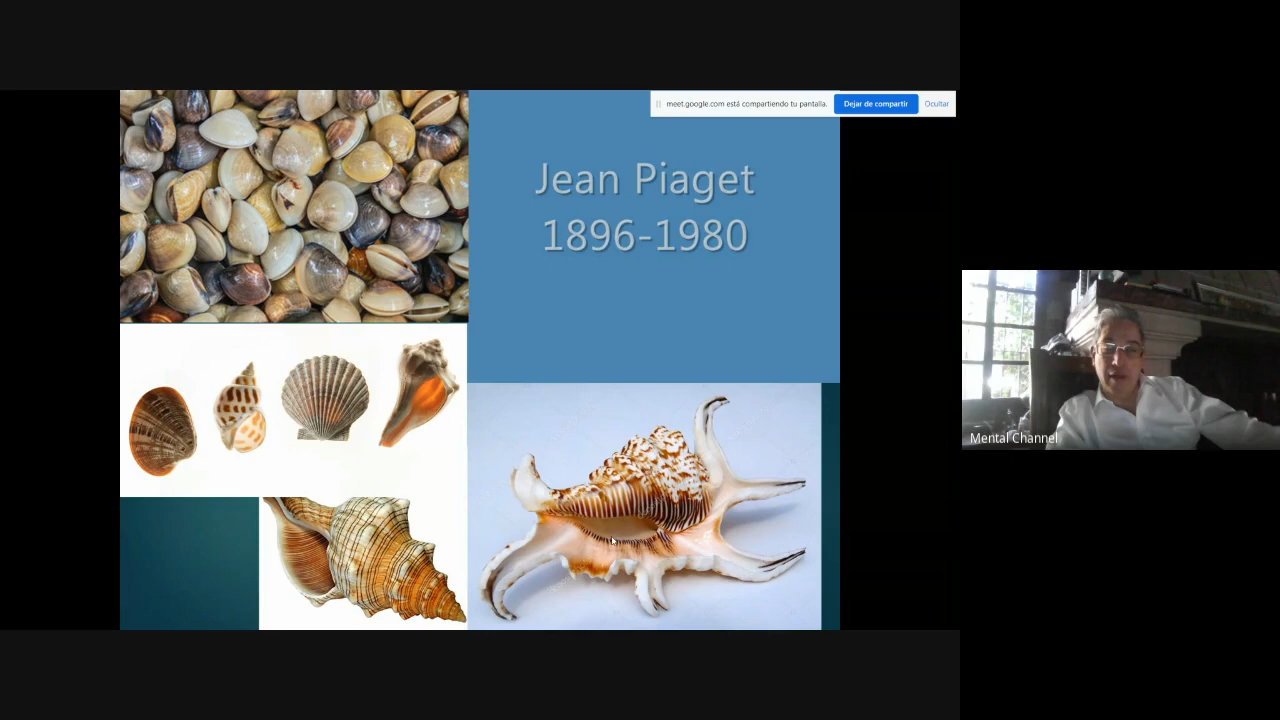 meet.google.com está compartiendo tu pantalla.
Dejar de compartir
Ocultar
Jean Piaget
1896-1980
Mental Channel